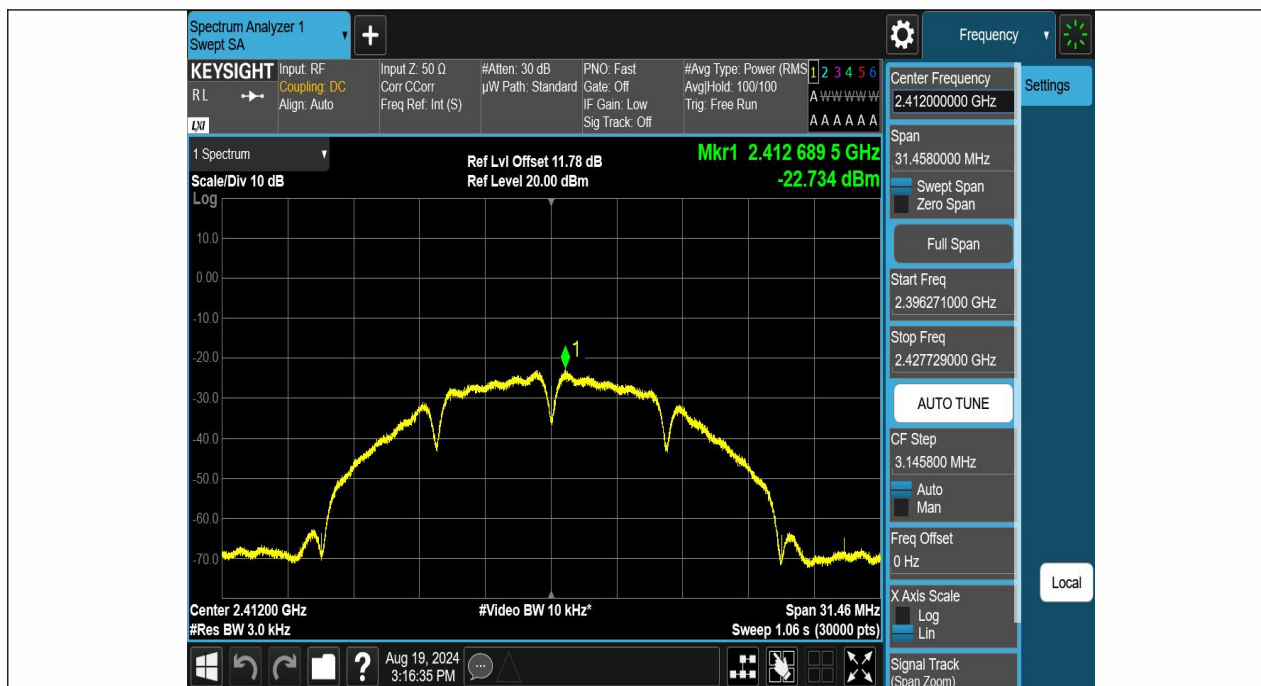 Spectrum Analyzer 1
Swept SA
+
Frequency
KEYSIGHT
RL
LXI
Input: RF
Coupling: DC
Align: Auto
Input Z: 50 Ω
Corr CCorr
Freq Ref: Int (S)
#Atten: 30 dB
µW Path: Standard
PNO: Fast
Gate: Off
IF Gain: Low
Sig Track: Off
#Avg Type: Power (RMS
Avg|Hold: 100/100
Trig: Free Run
1 2 3 4 5 6
A W W W W W
A A A A A A
1 Spectrum
Scale/Div 10 dB
Log
Ref Lvl Offset 11.78 dB
Ref Level 20.00 dBm
Mkr1 2.412 689 5 GHz
-22.734 dBm
10.0
0.00
-10.0
-20.0
-30.0
-40.0
-50.0
-60.0
-70.0
1
Center 2.41200 GHz
#Res BW 3.0 kHz
#Video BW 10 kHz*
Span 31.46 MHz
Sweep 1.06 s (30000 pts)
Center Frequency
2.412000000 GHz
Span
31.4580000 MHz
Swept Span
Zero Span
Full Span
Start Freq
2.396271000 GHz
Stop Freq
2.427729000 GHz
AUTO TUNE
CF Step
3.145800 MHz
Auto
Man
Freq Offset
0 Hz
X Axis Scale
Log
Lin
Signal Track
(Span Zoom)
Settings
Local
?
Aug 19, 2024
3:16:35 PM